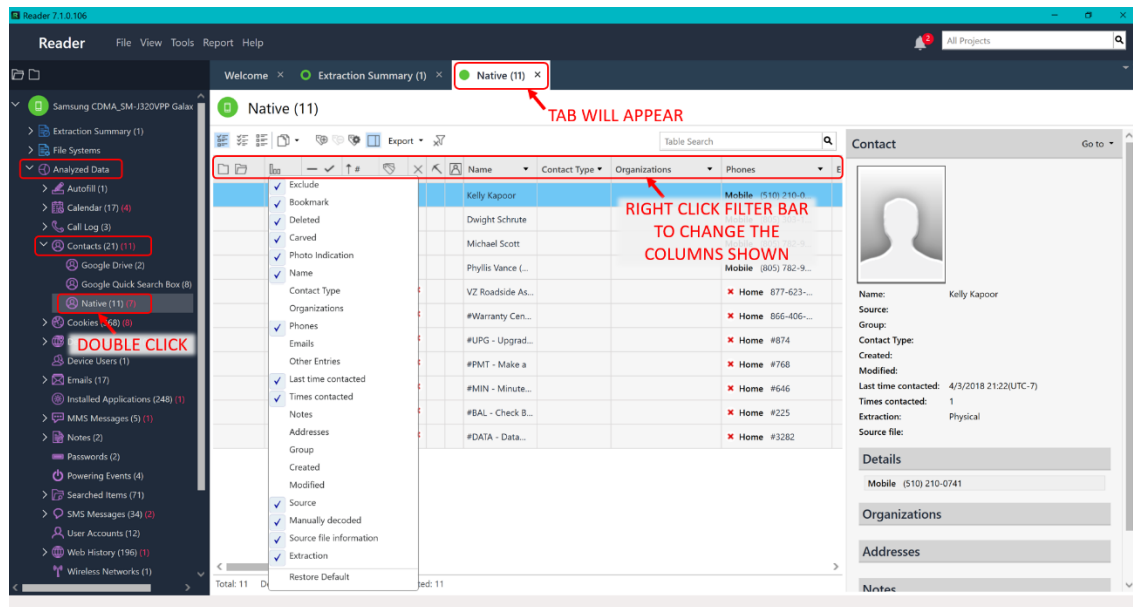 Reader 7.1.0.106
Reader File View Tools Report Help
2
All Projects
Welcome × Extraction Summary (1) × Native (11) ×
Samsung CDMA_SM-J320VPP Galax
Extraction Summary (1)
File Systems
Analyzed Data
Autofill (1)
Calendar (17) (4)
Call Log (3)
Contacts (21) (11)
Google Drive (2)
Google Quick Search Box (8)
Native (11) (7)
Cookies (368) (8)
DOUBLE CLICK
Device Users (1)
Emails (17)
Installed Applications (248) (1)
MMS Messages (5) (1)
Notes (2)
Passwords (2)
Powering Events (4)
Searched Items (71)
SMS Messages (34) (2)
User Accounts (12)
Web History (196) (1)
Wireless Networks (1)
Native (11)
TAB WILL APPEAR
Export
Table Search
# Name Contact Type Organizations Phones E
RIGHT CLICK FILTER BAR
TO CHANGE THE
COLUMNS SHOWN
Exclude
Bookmark
Deleted
Carved
Photo Indication
Name
Contact Type
Organizations
Phones
Emails
Other Entries
Last time contacted
Times contacted
Notes
Addresses
Group
Created
Modified
Source
Manually decoded
Source file information
Extraction
Restore Default
Kelly Kapoor Mobile (510) 210-0...
Dwight Schrute
Michael Scott
Phyllis Vance (... Mobile (805) 782-9...
VZ Roadside As... Home 877-623-...
#Warranty Cen... Home 866-406-...
#UPG - Upgrad... Home #874
#PMT - Make a Home #768
#MIN - Minute... Home #646
#BAL - Check B... Home #225
#DATA - Data... Home #3282
Total: 11 De
ted: 11
Contact Go to
Name: Kelly Kapoor
Source:
Group:
Contact Type:
Created:
Modified:
Last time contacted: 4/3/2018 21:22(UTC-7)
Times contacted: 1
Extraction: Physical
Source file:
Details
Mobile (510) 210-0741
Organizations
Addresses
Notes